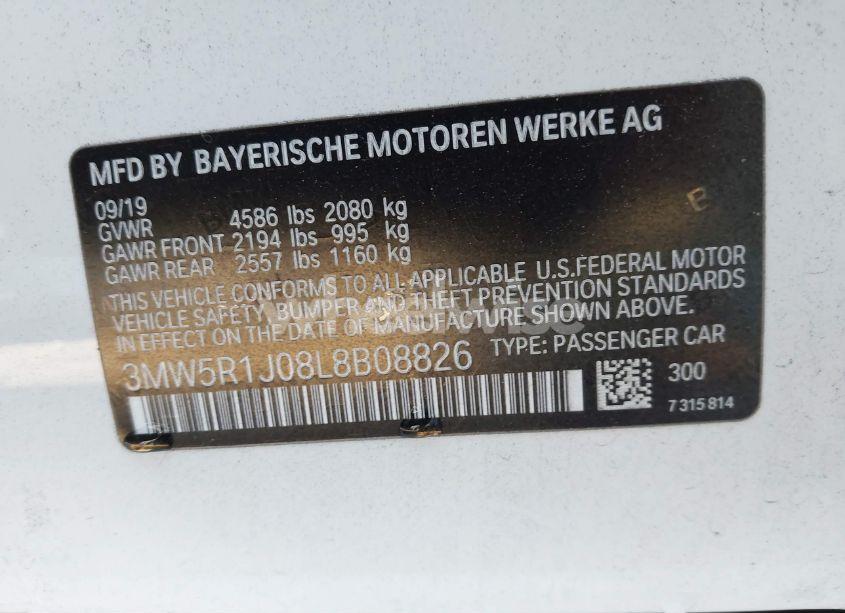 MFD BY BAYERISCHE MOTOREN WERKE AG
09/19
GVWR 4586 lbs 2080 kg
GAWR FRONT 2194 lbs 995 kg
GAWR REAR 2557 lbs 1160 kg
THIS VEHICLE CONFORMS TO ALL APPLICABLE U.S.FEDERAL MOTOR
VEHICLE SAFETY, BUMPER AND THEFT PREVENTION STANDARDS
IN EFFECT ON THE DATE OF MANUFACTURE SHOWN ABOVE.
3MW5R1J08L8B08826 TYPE: PASSENGER CAR
300
7 315 814